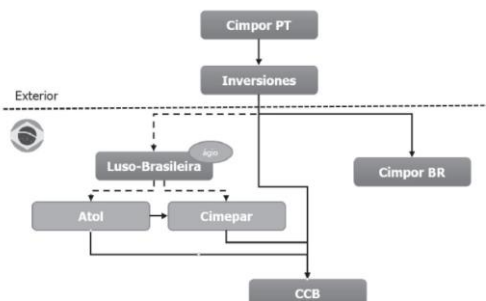 Cimpor PT
Inversiones
Exterior
ágio
Luso-Brasileira
Cimpor BR
Atol
Cimepar
CCB